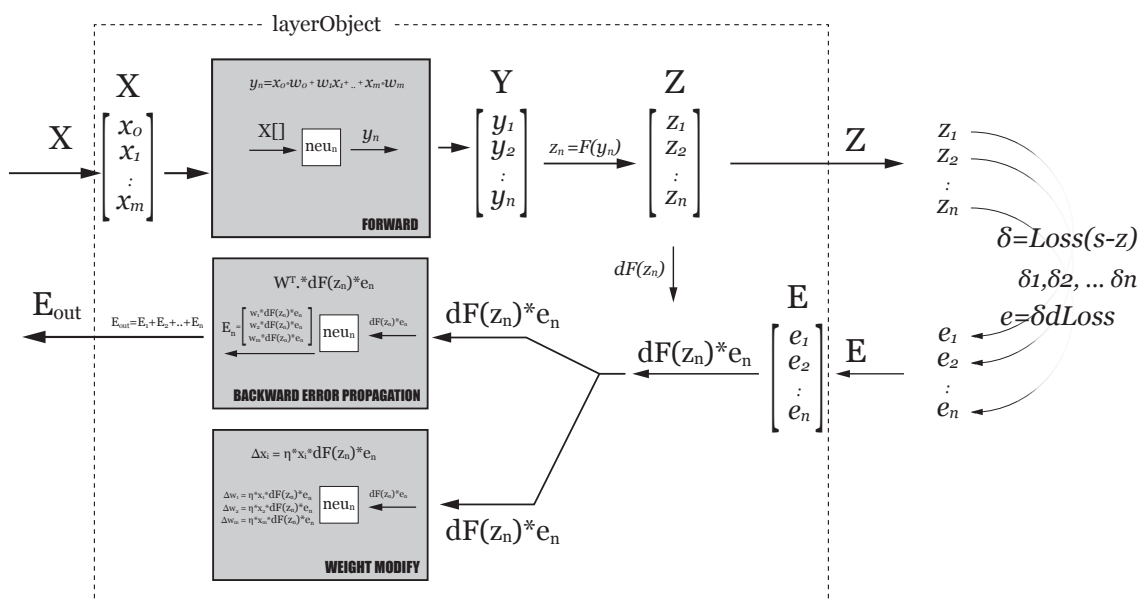 layerObject
X
X
x₀
x₁
:
xₘ
yₙ=x₀*w₀+w₁x₁+..+xₘ*wₘ
X[]
neuₙ
yₙ
FORWARD
Y
y₁
y₂
:
yₙ
zₙ=F(yₙ)
Z
z₁
z₂
:
zₙ
Z
z₁
z₂
:
zₙ
δ=Loss(s-z)
δ1,δ2, ... δn
e=δdLoss
dF(zₙ)
E_out
E_out=E₁+E₂+..+Eₙ
Wᵀ.*dF(zₙ)*eₙ
Eₙ=
w₁*dF(zₙ)*eₙ
w₂*dF(zₙ)*eₙ
wₘ*dF(zₙ)*eₙ
neuₙ
dF(zₙ)*eₙ
BACKWARD ERROR PROPAGATION
dF(zₙ)*eₙ
dF(zₙ)*eₙ
E
e₁
e₂
:
eₙ
E
e₁
e₂
:
eₙ
Δxᵢ = η*xᵢ*dF(zₙ)*eₙ
Δw₁ = η*x₁*dF(zₙ)*eₙ
Δw₂ = η*x₂*dF(zₙ)*eₙ
Δwₘ = η*xₘ*dF(zₙ)*eₙ
neuₙ
dF(zₙ)*eₙ
WEIGHT MODIFY
dF(zₙ)*eₙ